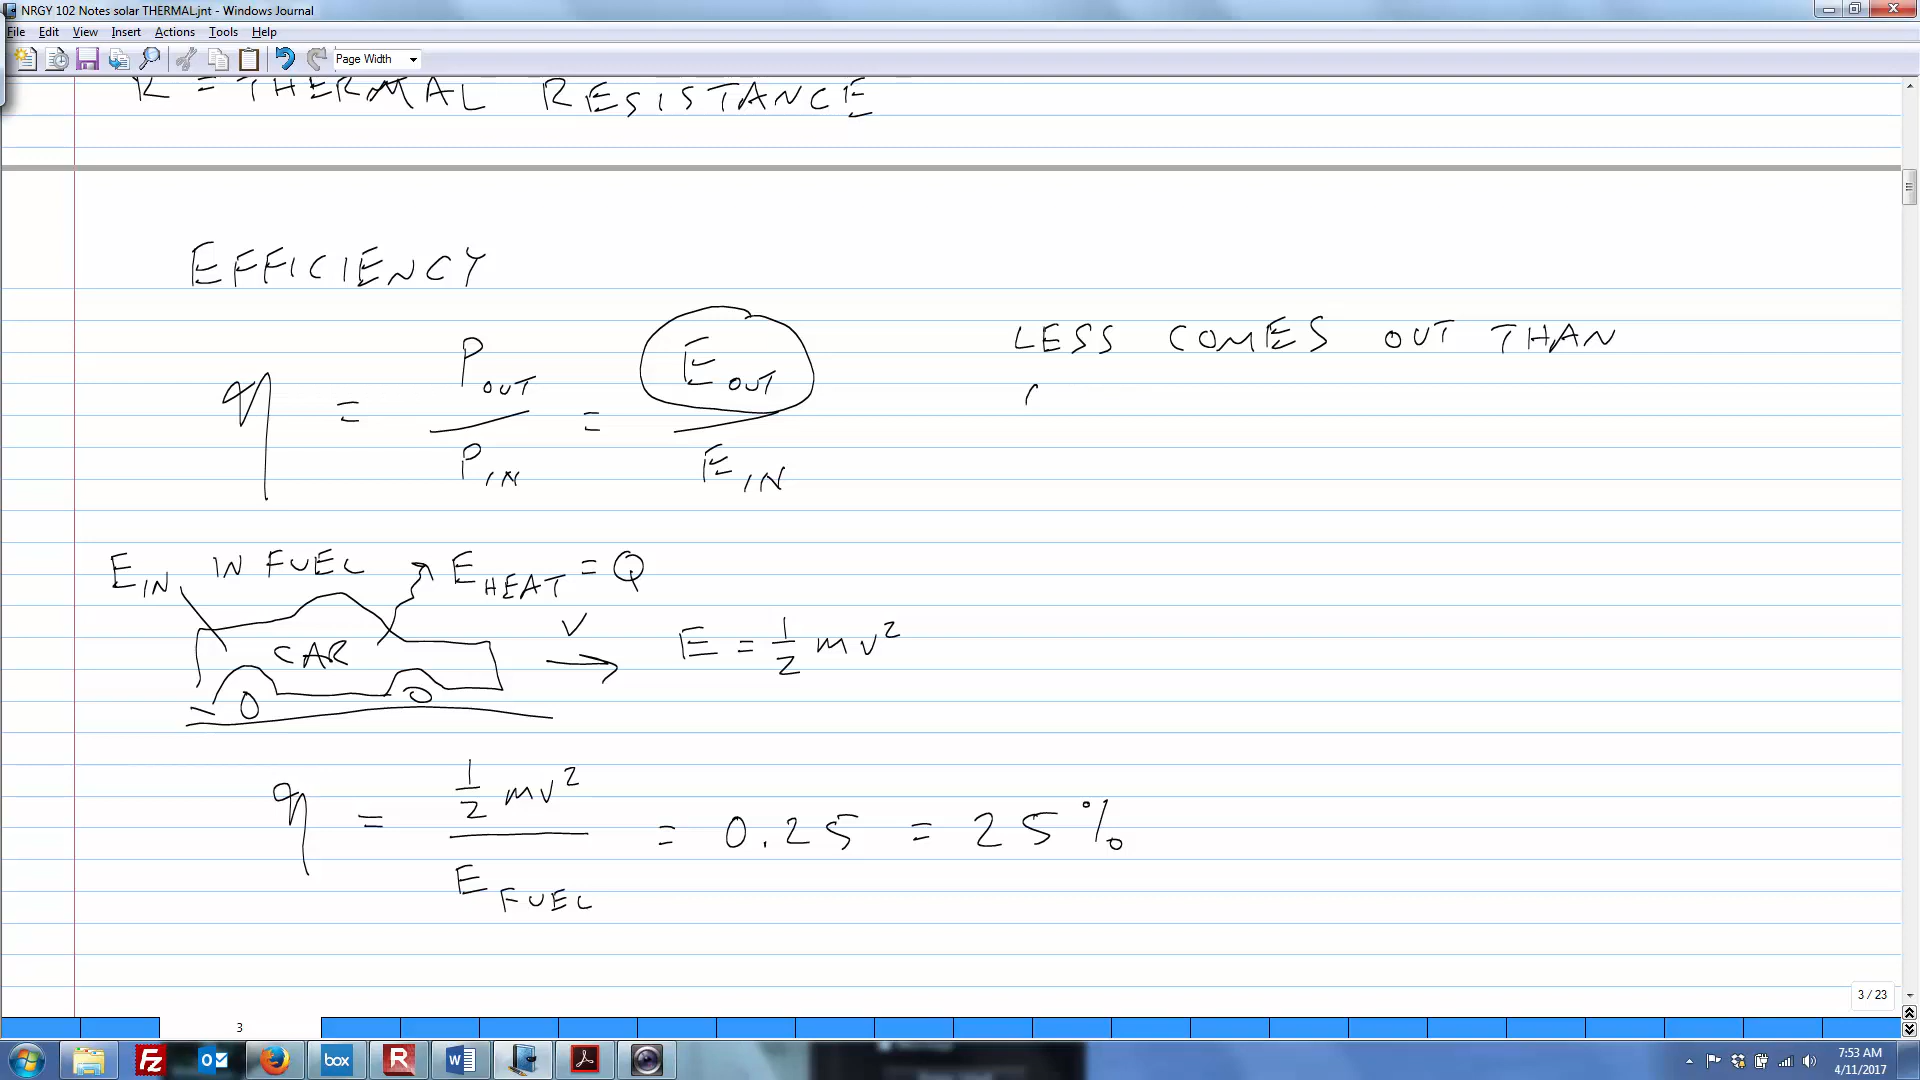 NRGY 102 Notes solar THERMAL.jnt - Windows Journal
File Edit View Insert Actions Tools Help
Page Width
R = THERMAL RESISTANCE
EFFICIENCY
η = P OUT / P IN = E OUT / E IN
LESS COMES OUT THAN
E IN IN FUEL
E HEAT = Q
CAR
V
E = 1/2 mv²
η = 1/2 mv² / E FUEL = 0.25 = 25%
3 / 23
3
Fz
box
R
W
7:53 AM
4/11/2017